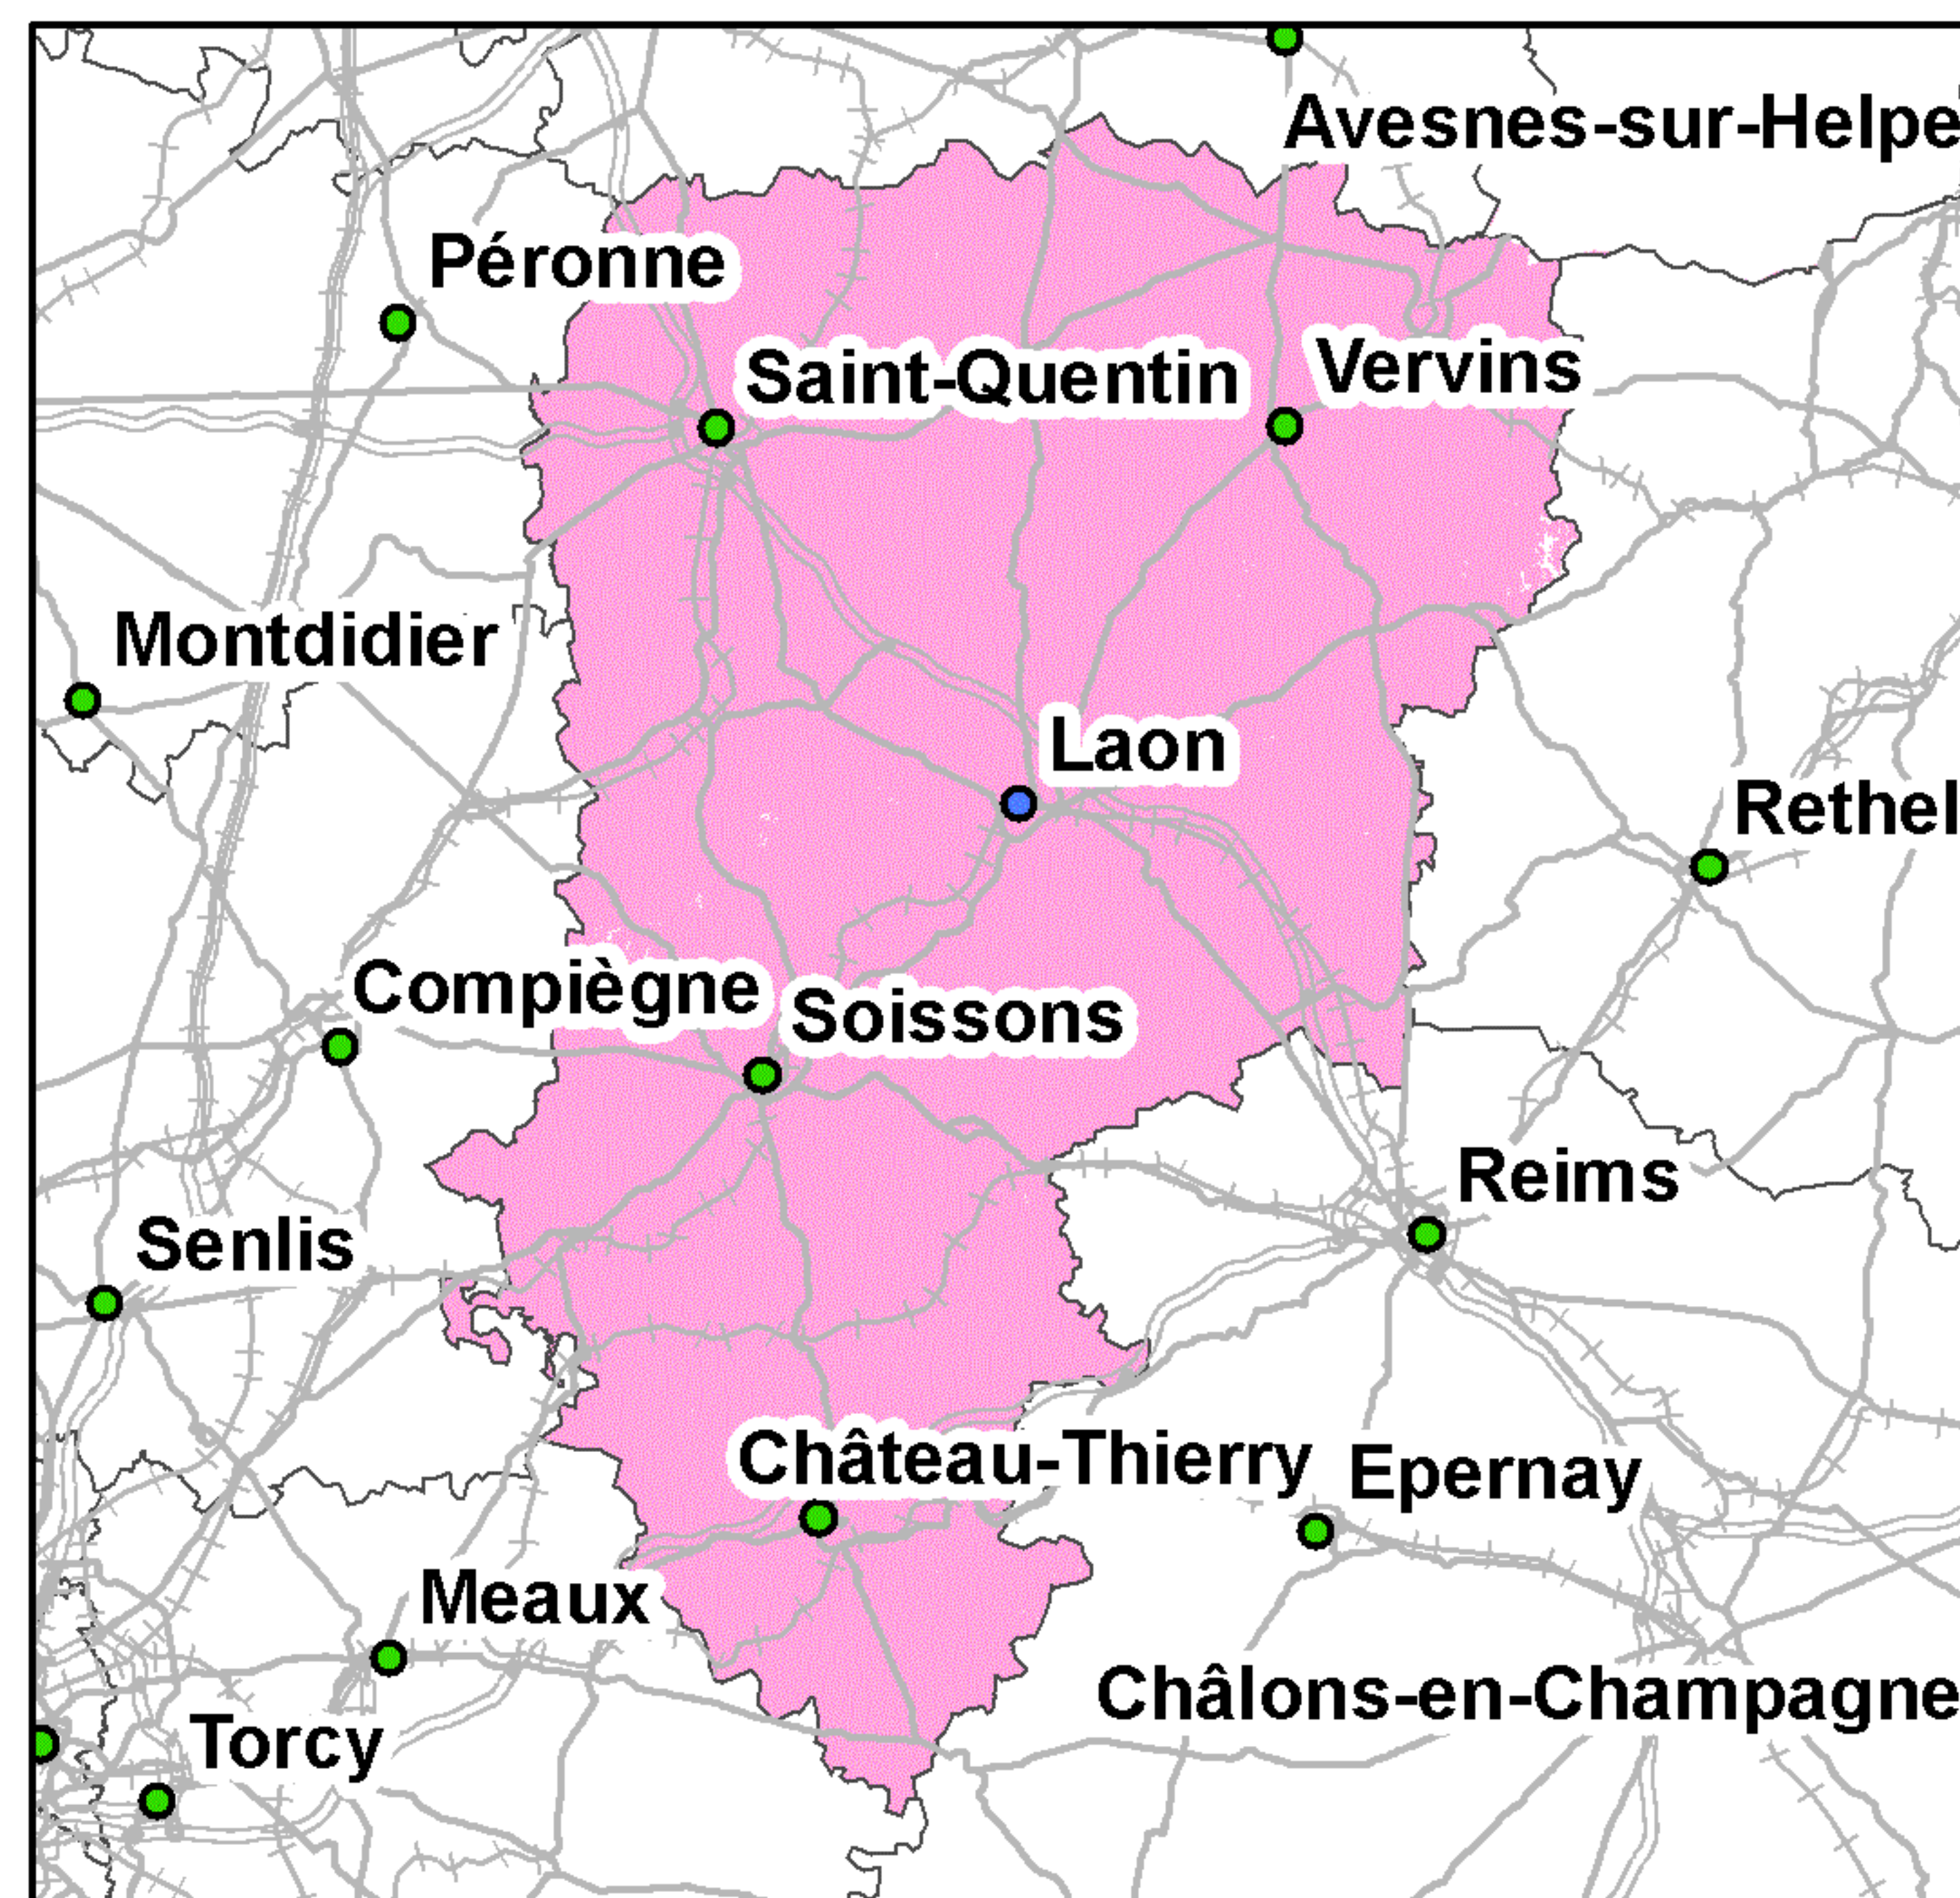 Avesnes-sur-Helpe
Péronne
Saint-Quentin
Vervins
Montdidier
Laon
Rethel
Compiègne
Soissons
Reims
Senlis
Château-Thierry
Epernay
Meaux
Châlons-en-Champagne
Torcy